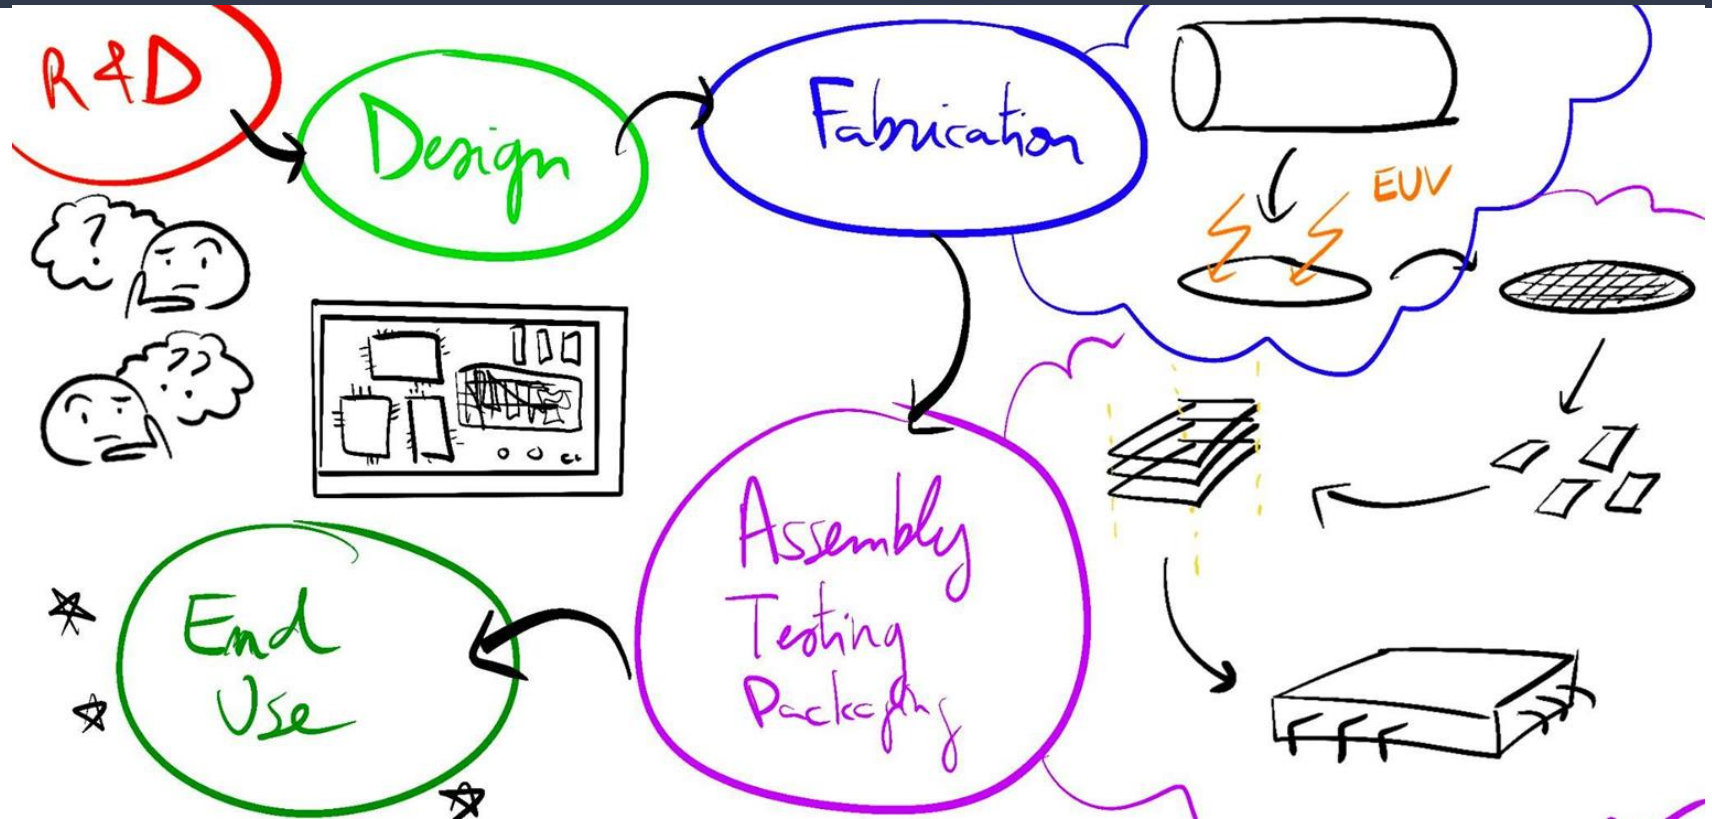 R&D
Design
Fabrication
EUV
?
??
Assembly
Testing
Packaging
End
Use